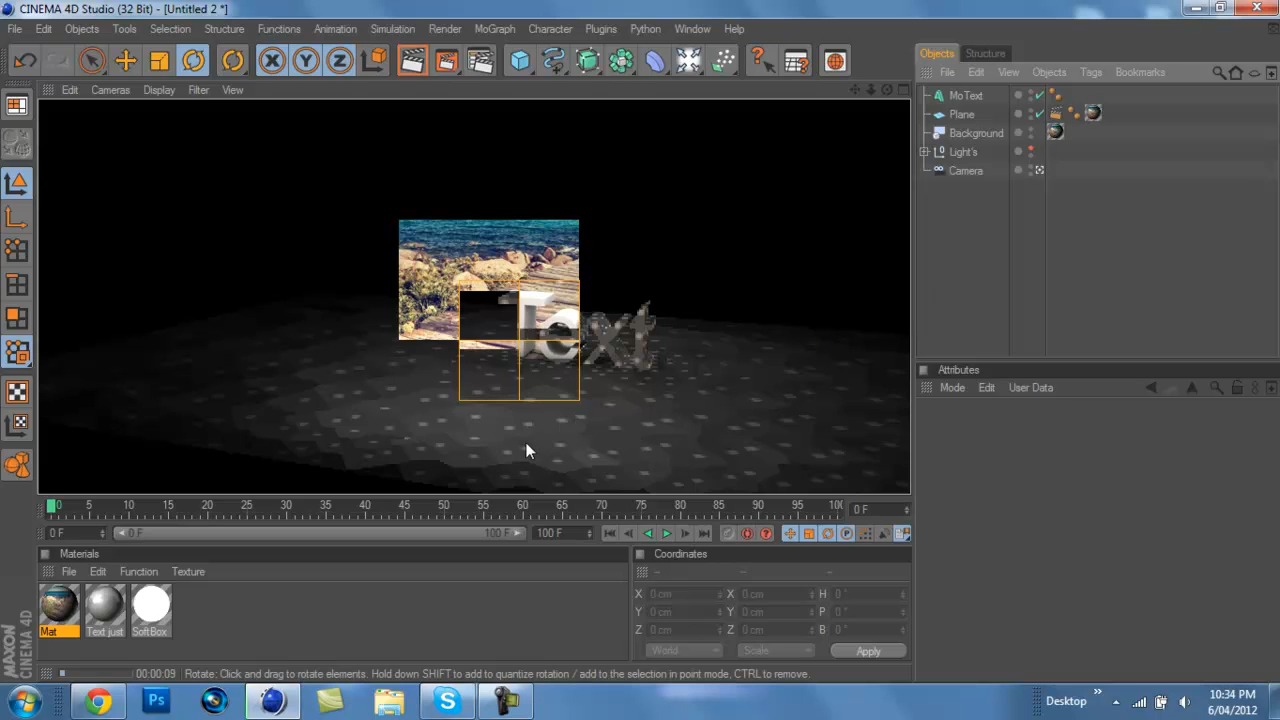 CINEMA 4D Studio (32 Bit) - [Untitled 2 *]
File Edit Objects Tools Selection Structure Functions Animation Simulation Render MoGraph Character Plugins Python Window Help
X Y Z
Edit Cameras Display Filter View
Text
0 5 10 15 20 25 30 35 40 45 50 55 60 65 70 75 80 85 90 95 100 0 F
0 F 0 F 100 F 100 F
Materials
File Edit Function Texture
Mat Text just SoftBox
Coordinates
X 0 cm X 0 cm H 0 °
Y 0 cm Y 0 cm P 0 °
Z 0 cm Z 0 cm B 0 °
World Scale Apply
Objects Structure
File Edit View Objects Tags Bookmarks
MoText
Plane
Background
Light's
Camera
Attributes
Mode Edit User Data
MAXON
CINEMA 4D
00:00:09 Rotate: Click and drag to rotate elements. Hold down SHIFT to add to quantize rotation / add to the selection in point mode, CTRL to remove.
Ps
Desktop
10:34 PM
6/04/2012